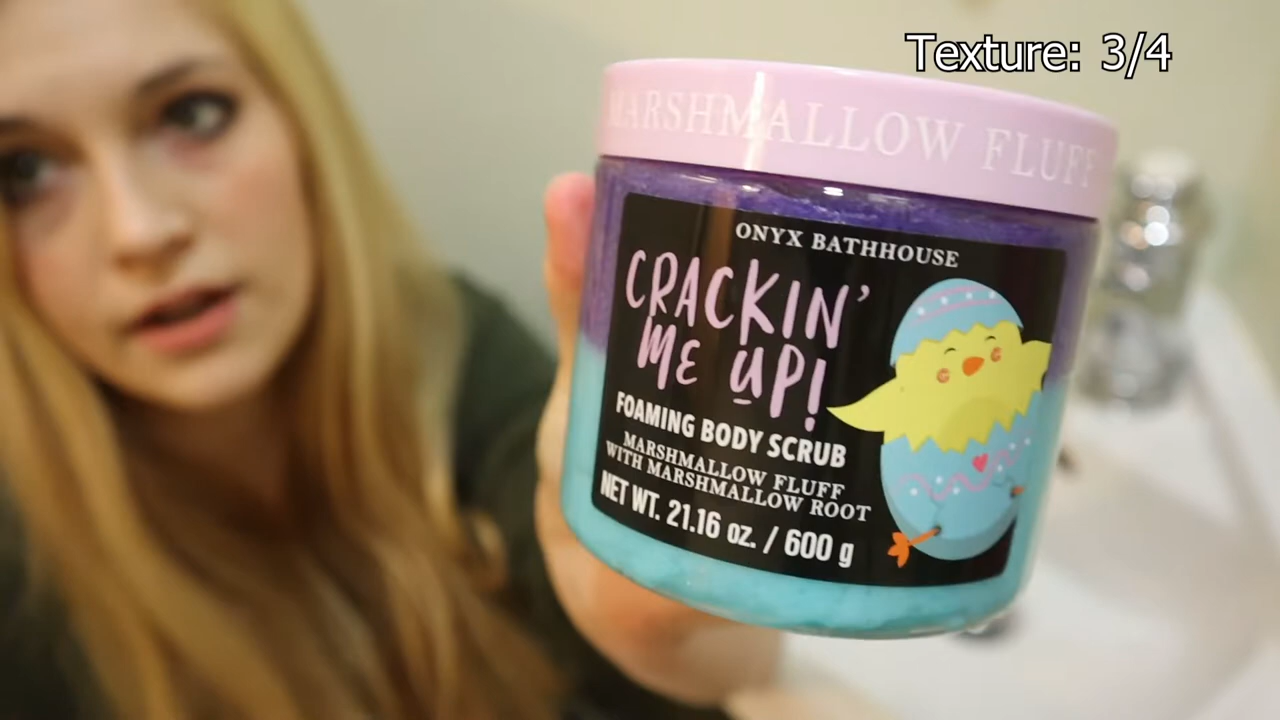 Texture: 3/4
MARSHMALLOW FLUFF
ONYX BATHHOUSE
CRACKIN'
ME UP!
FOAMING BODY SCRUB
MARSHMALLOW FLUFF
WITH MARSHMALLOW ROOT
NET WT. 21.16 oz. / 600 g